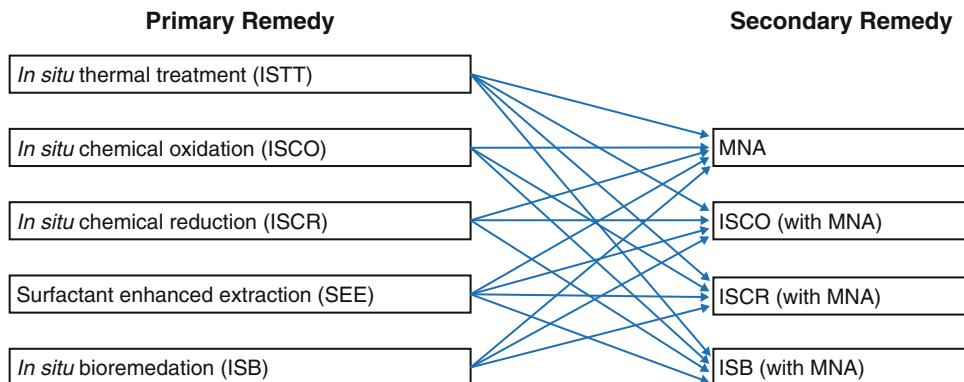 Primary Remedy
Secondary Remedy
In situ thermal treatment (ISTT)
In situ chemical oxidation (ISCO)
MNA
In situ chemical reduction (ISCR)
ISCO (with MNA)
Surfactant enhanced extraction (SEE)
ISCR (with MNA)
In situ bioremedation (ISB)
ISB (with MNA)